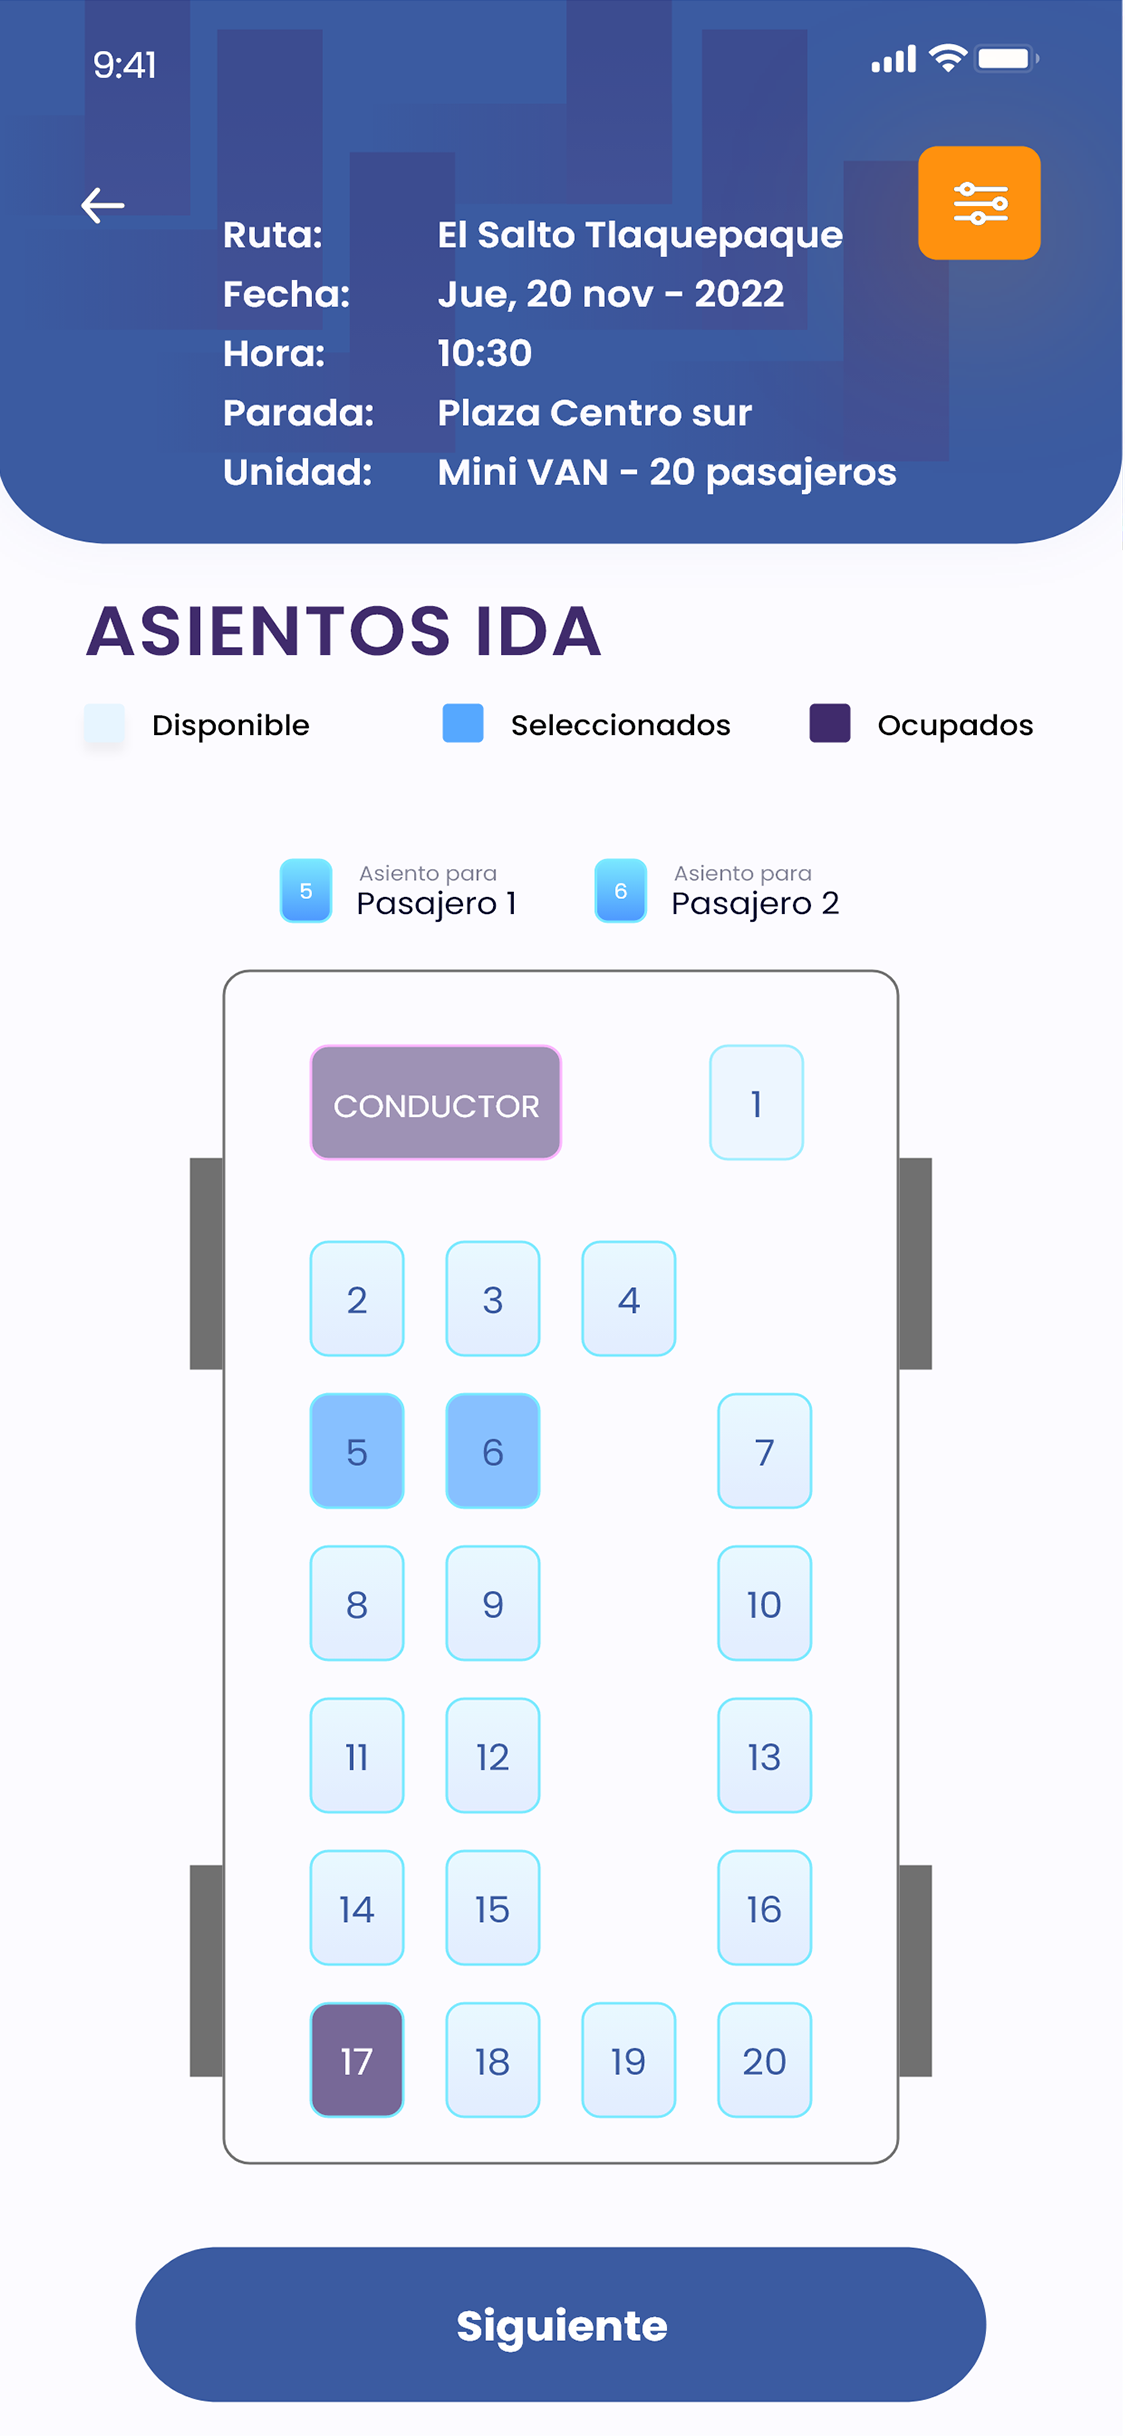 9:41
Ruta: El Salto Tlaquepaque
Fecha: Jue, 20 nov - 2022
Hora: 10:30
Parada: Plaza Centro sur
Unidad: Mini VAN - 20 pasajeros
ASIENTOS IDA
Disponible Seleccionados Ocupados
5 Asiento para Pasajero 1
6 Asiento para Pasajero 2
CONDUCTOR 1
2 3 4
5 6 7
8 9 10
11 12 13
14 15 16
17 18 19 20
Siguiente